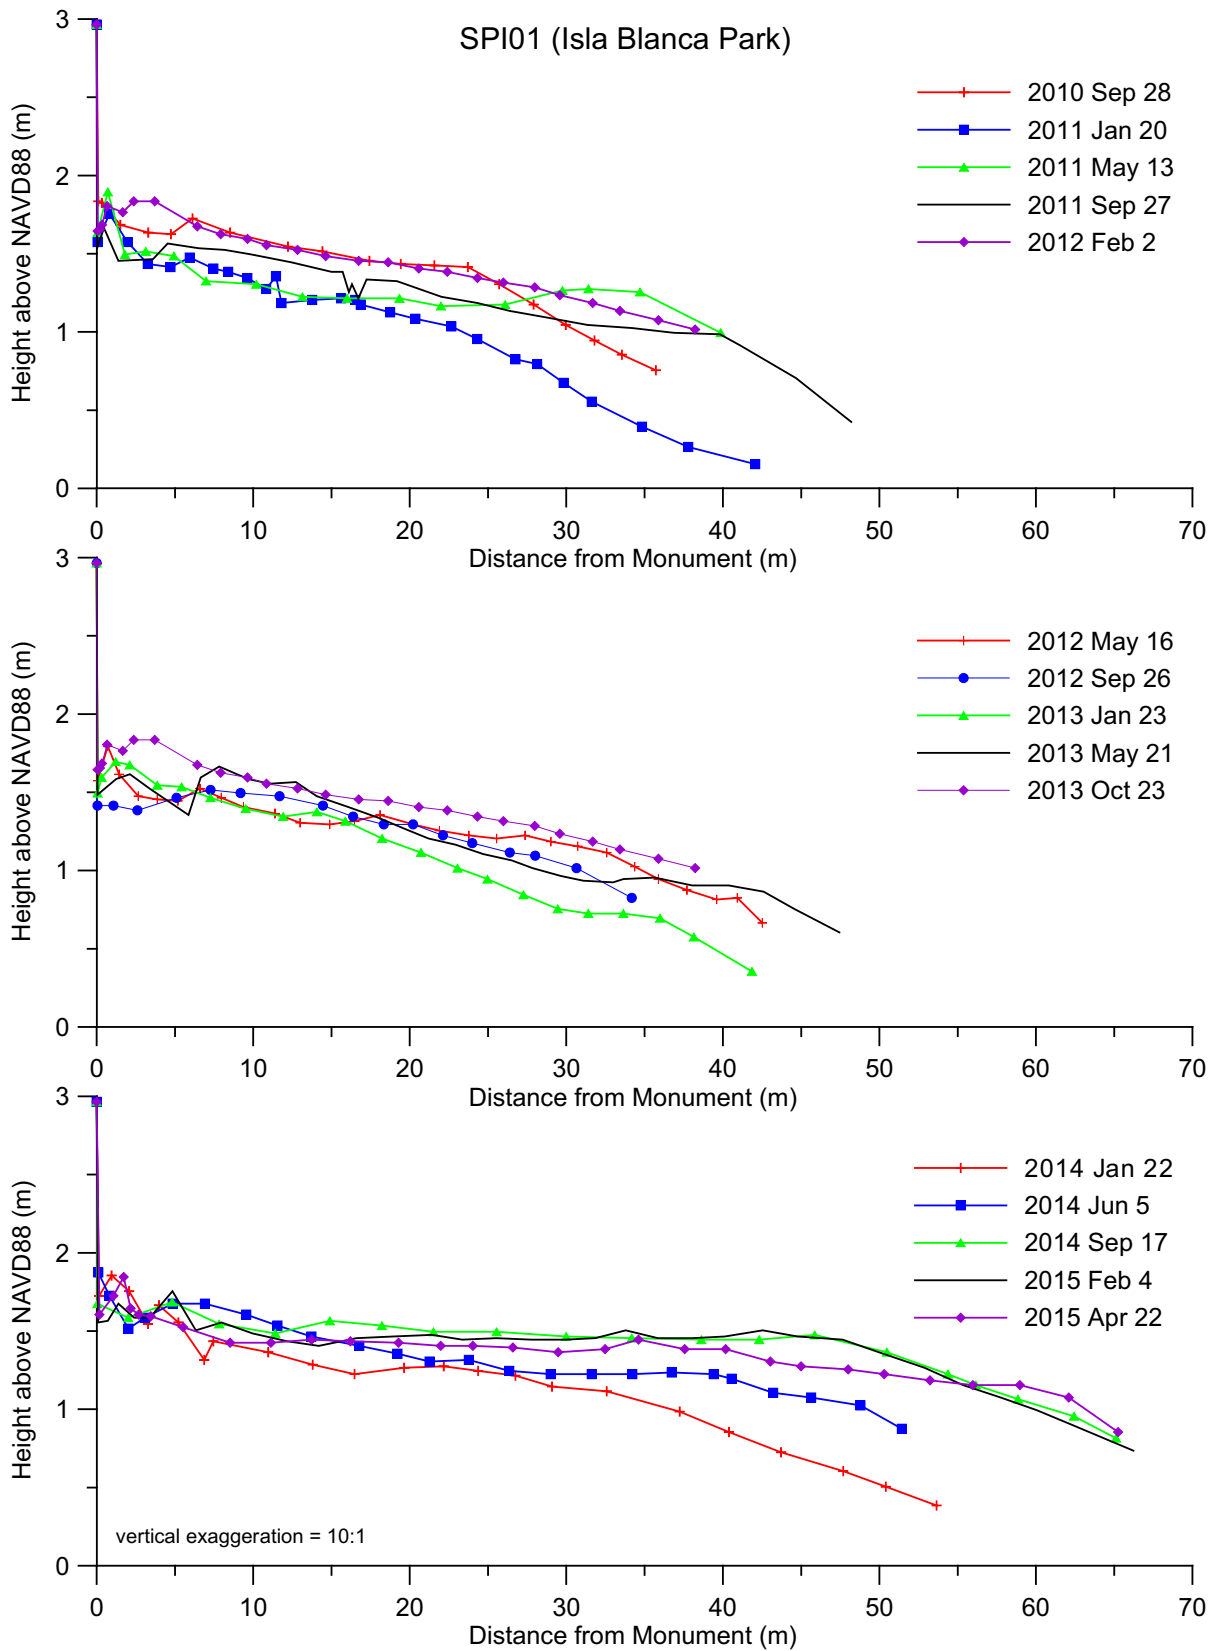 SPI01 (Isla Blanca Park)
3
2
1
0
Height above NAVD88 (m)
2010 Sep 28
2011 Jan 20
2011 May 13
2011 Sep 27
2012 Feb 2
0 10 20 30 40 50 60 70
Distance from Monument (m)
3
2
1
0
Height above NAVD88 (m)
2012 May 16
2012 Sep 26
2013 Jan 23
2013 May 21
2013 Oct 23
0 10 20 30 40 50 60 70
Distance from Monument (m)
3
2
1
0
Height above NAVD88 (m)
2014 Jan 22
2014 Jun 5
2014 Sep 17
2015 Feb 4
2015 Apr 22
vertical exaggeration = 10:1
0 10 20 30 40 50 60 70
Distance from Monument (m)